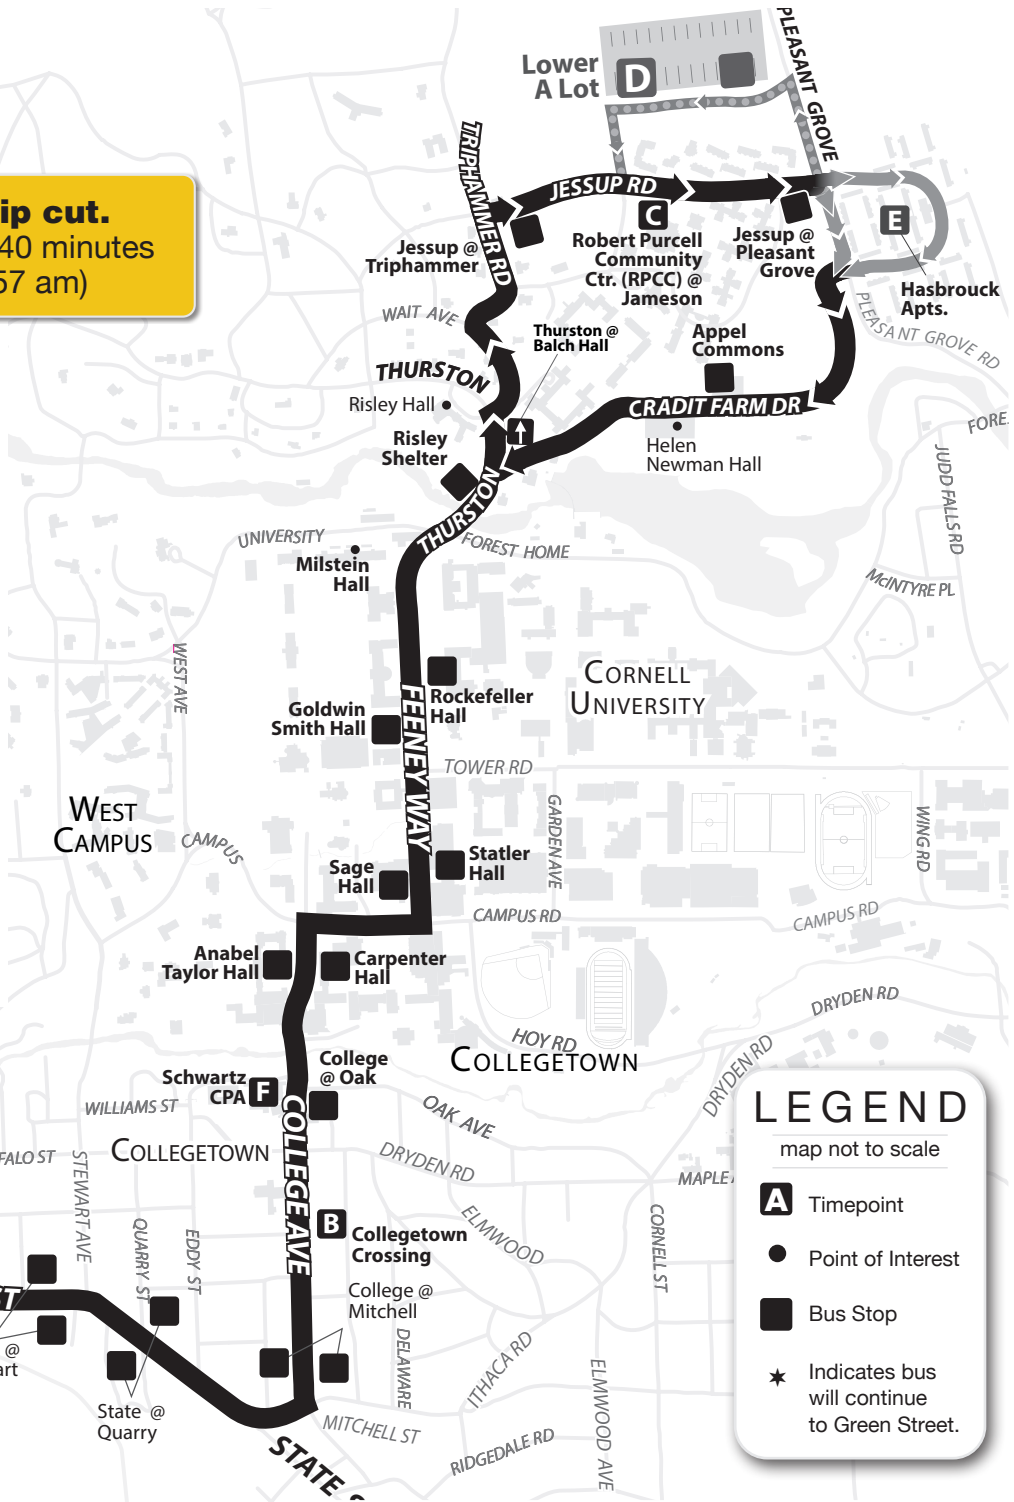 PLEASANT GROVE
Lower
A Lot
D
TRIPHAMMER RD
JESSUP RD
C
E
ip cut.
40 minutes
57 am)
Jessup @
Triphammer
Robert Purcell
Community
Ctr. (RPCC) @
Jameson
Jessup @
Pleasant
Grove
Hasbrouck
Apts.
WAIT AVE
PLEASANT GROVE RD
Thurston @
Balch Hall
Appel
Commons
THURSTON
Risley Hall
CRADIT FARM DR
FORE
Risley
Shelter
Helen
Newman Hall
JUDD FALLS RD
THURSTON
UNIVERSITY
FOREST HOME
Milstein
Hall
McINTYRE PL
WEST AVE
CORNELL
UNIVERSITY
Rockefeller
Hall
Goldwin
Smith Hall
FEENEY WAY
TOWER RD
WEST
CAMPUS
CAMPUS
GARDEN AVE
WING RD
Statler
Hall
Sage
Hall
CAMPUS RD
CAMPUS RD
Anabel
Taylor Hall
Carpenter
Hall
DRYDEN RD
HOY RD
COLLEGETOWN
DRYDEN RD
College
@ Oak
Schwartz
CPA
F
WILLIAMS ST
OAK AVE
COLLEGETOWN
FALO ST
STEWART AVE
DRYDEN RD
MAPLE
COLLEGE AVE
QUARRY ST
EDDY ST
B
Collegetown
Crossing
ELMWOOD
CORNELL ST
College @
Mitchell
ST
@
art
State @
Quarry
DELAWARE
ITHACA RD
ELMWOOD AVE
MITCHELL ST
RIDGEDALE RD
STATE S
LEGEND
map not to scale
A
Timepoint
Point of Interest
Bus Stop
Indicates bus
will continue
to Green Street.